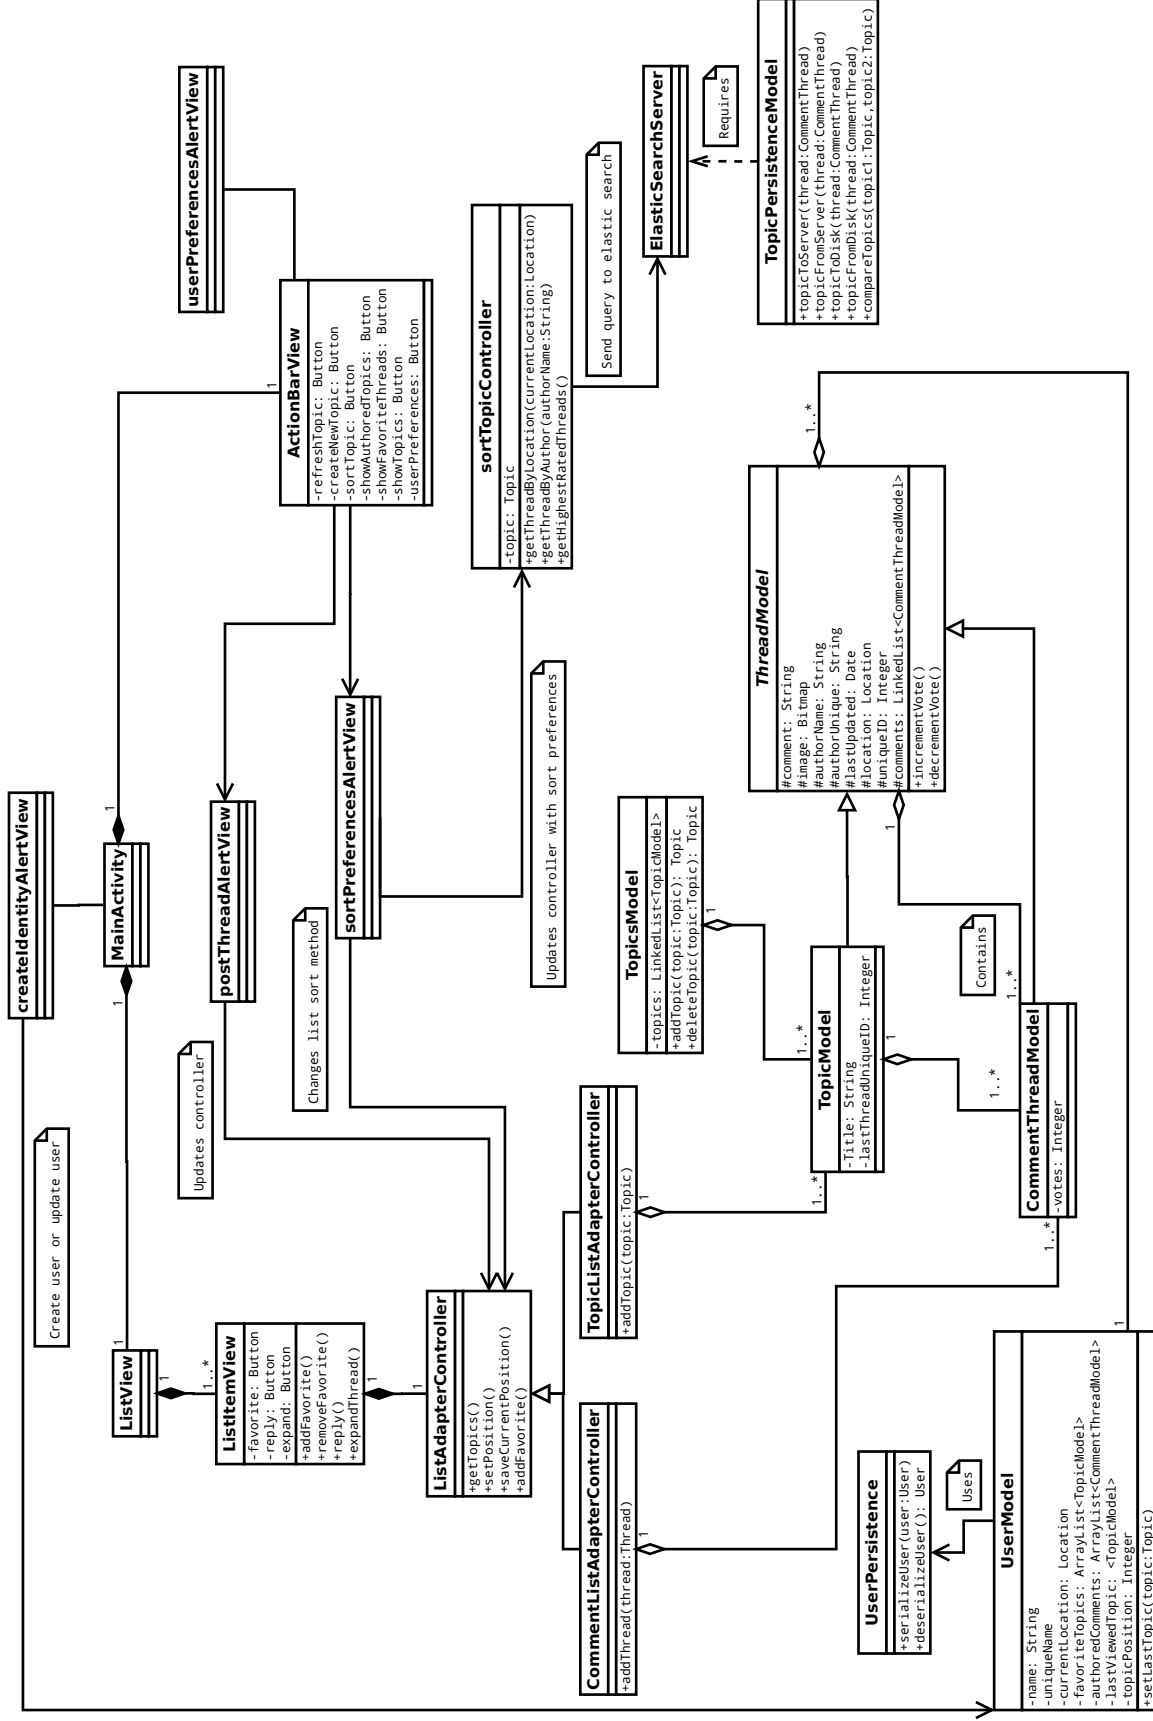 createIdentityAlertView
Create user or update user
MainActivity
1
1
1
1
ListView
1
1..*
ListItemView
-favorite: Button
-reply: Button
-expand: Button
+addFavorite()
+removeFavorite()
+reply()
+expandThread()
1
1
ListAdapterController
+getTopics()
+setPosition()
+saveCurrentPosition()
+addFavorite()
userPreferencesAlertView
ActionBarView
-refreshTopic: Button
-createNewTopic: Button
-sortTopic: Button
-showAuthoredTopics: Button
-showFavoriteThreads: Button
-showTopics: Button
-userPreferences: Button
postThreadAlertView
Updates controller
sortPreferencesAlertView
Changes list sort method
Updates controller with sort preferences
sortTopicController
-topic: Topic
+getThreadByLocation(currentLocation:Location)
+getThreadByAuthor(authorName:String)
+getHighestRatedThreads()
Send query to elastic search
ElasticSearchServer
Requires
TopicPersistenceModel
+topicToServer(thread:CommentThread)
+topicFromServer(thread:CommentThread)
+topicToDisk(thread:CommentThread)
+topicFromDisk(thread:CommentThread)
+compareTopics(topic1:Topic,topic2:Topic)
CommentListAdapterController
+addThread(thread:Thread)
1
TopicListAdapterController
+addTopic(topic:Topic)
1
TopicsModel
-topics: LinkedList<TopicModel>
+addTopic(topic:Topic): Topic
+deleteTopic(topic:Topic): Topic
1
1..*
1..*
TopicModel
-Title: String
-lastThreadUniqueID: Integer
1
1..*
ThreadModel
#comment: String
#image: Bitmap
#authorName: String
#authorUnique: String
#lastUpdated: Date
#location: Location
#uniqueID: Integer
#comments: LinkedList<CommentThreadModel>
+incrementVote()
+decrementVote()
1..*
1
Contains
1..*
CommentThreadModel
-votes: Integer
1..*
UserPersistence
+serializeUser(user:User)
+deserializeUser(): User
Uses
1
UserModel
-name: String
-uniqueName
-currentLocation: Location
-favoriteTopics: ArrayList<TopicModel>
-authoredComments: ArrayList<CommentThreadModel>
-lastViewedTopic: <TopicModel>
-topicPosition: Integer
+setLastTopic(topic:Topic)